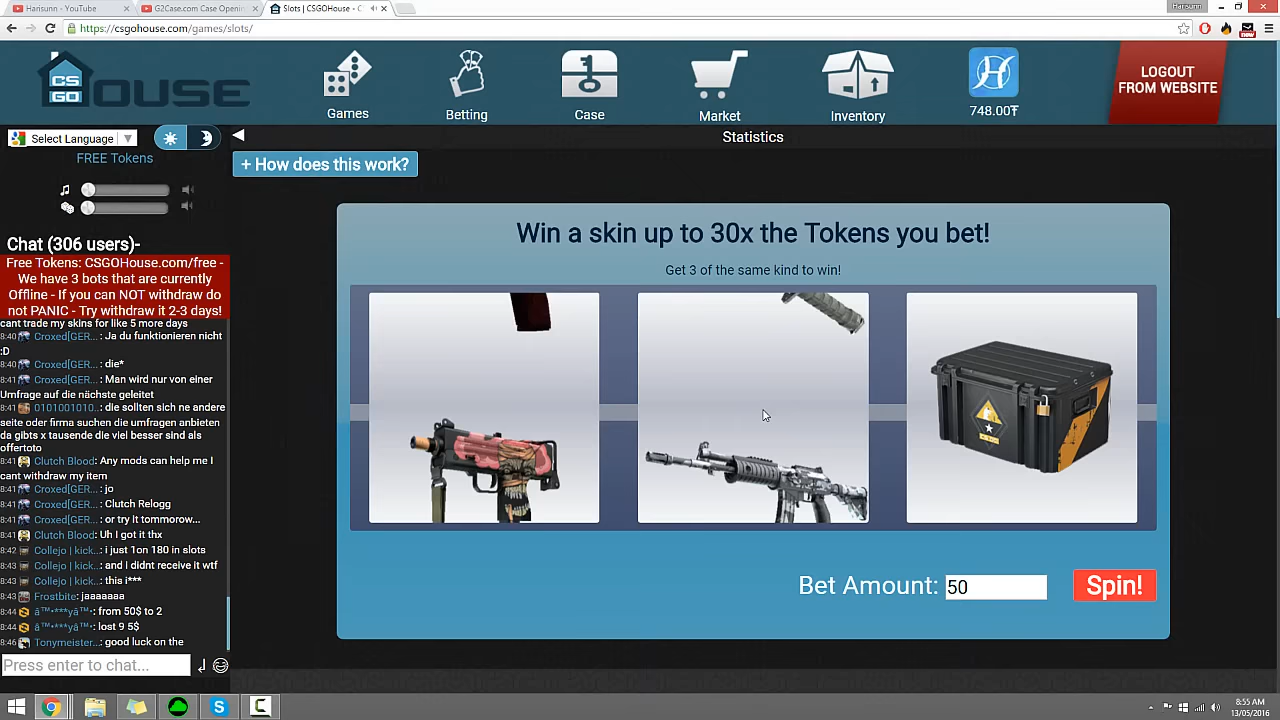 Harisunn - YouTube
G2Case.com Case Openin
Slots | CSGOHouse - C
Harisunn
https://csgohouse.com/games/slots/
new
CS GO HOUSE
Games
Betting
Case
Market
Inventory
748.00₸
LOGOUT
FROM WEBSITE
Select Language ▼
Statistics
FREE Tokens
+ How does this work?
Chat (306 users)-
Free Tokens: CSGOHouse.com/free -
We have 3 bots that are currently
Offline - If you can NOT withdraw do
not PANIC - Try withdraw it 2-3 days!
cant trade my skins for like 5 more days
8:40 Croxed[GER... : Ja du funktionieren nicht
:D
8:40 Croxed[GER... : die*
8:41 Croxed[GER... : Man wird nur von einer
Umfrage auf die nächste geleitet
8:41 0101001010.. : die sollten sich ne andere
seite oder firma suchen die umfragen anbieten
da gibts x tausende die viel besser sind als
offertoto
8:41 Clutch Blood: Any mods can help me I
cant withdraw my item
8:41 Croxed[GER... : jo
8:41 Croxed[GER... : Clutch Relogg
8:41 Croxed[GER... : or try It tommorow...
8:41 Clutch Blood: Uh I got it thx
8:42 Collejo | kick.. : i just 1on 180 in slots
8:43 Collejo | kick.. : and i didnt receive it wtf
8:43 Collejo | kick.. : this i***
8:43 Frostbite: jaaaaaaa
8:44 â™•***yâ™•: from 50$ to 2
8:44 â™•***yâ™•: lost 9 5$
8:46 Tonymeister...: good luck on the
Press enter to chat...
Win a skin up to 30x the Tokens you bet!
Get 3 of the same kind to win!
Bet Amount: 50
Spin!
8:55 AM
13/05/2016